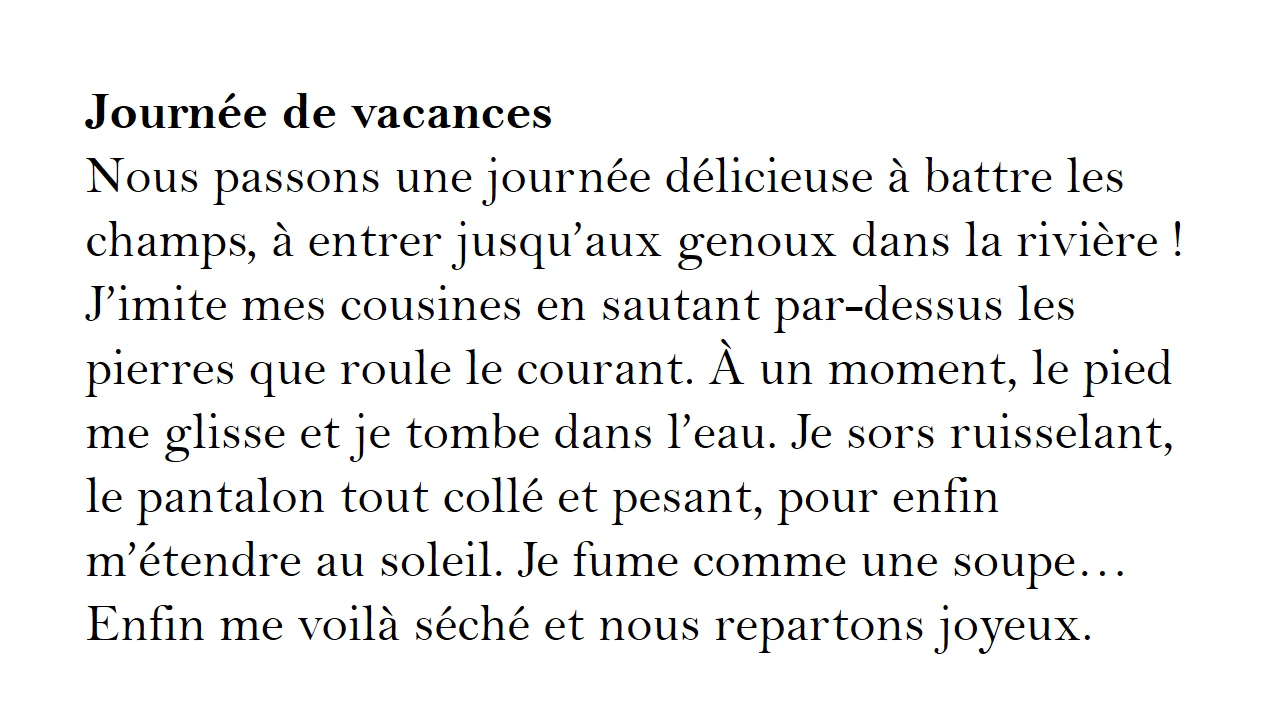 Journée de vacances
Nous passons une journée délicieuse à battre les
champs, à entrer jusqu’aux genoux dans la rivière !
J’imite mes cousines en sautant par-dessus les
pierres que roule le courant. À un moment, le pied
me glisse et je tombe dans l’eau. Je sors ruisselant,
le pantalon tout collé et pesant, pour enfin
m’étendre au soleil. Je fume comme une soupe…
Enfin me voilà séché et nous repartons joyeux.